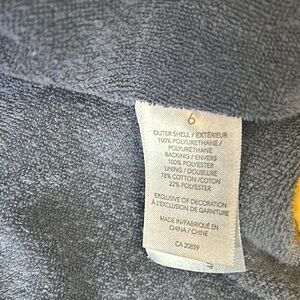 6
OUTER SHELL / EXTÉRIEUR
100% POLYURETHANE /
POLYURÉTHANE
BACKING / ENVERS
100% POLYESTER
LINING / DOUBLURE
78% COTTON /COTON
22% POLYESTER
EXCLUSIVE OF DECORATION
À L'EXCLUSION DE GARNITURE
MADE IN/FABRIQUÉ EN
CHINA / CHINE
CA 20659